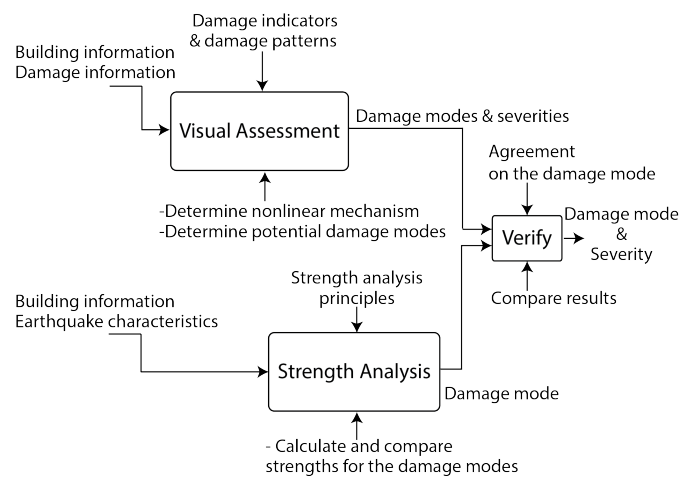 Damage indicators
& damage patterns
Building information
Damage information
Visual Assessment
Damage modes & severities
-Determine nonlinear mechanism
-Determine potential damage modes
Agreement
on the damage mode
Verify
Damage mode
&
Severity
Compare results
Strength analysis
principles
Building information
Earthquake characteristics
Strength Analysis
Damage mode
- Calculate and compare
strengths for the damage modes